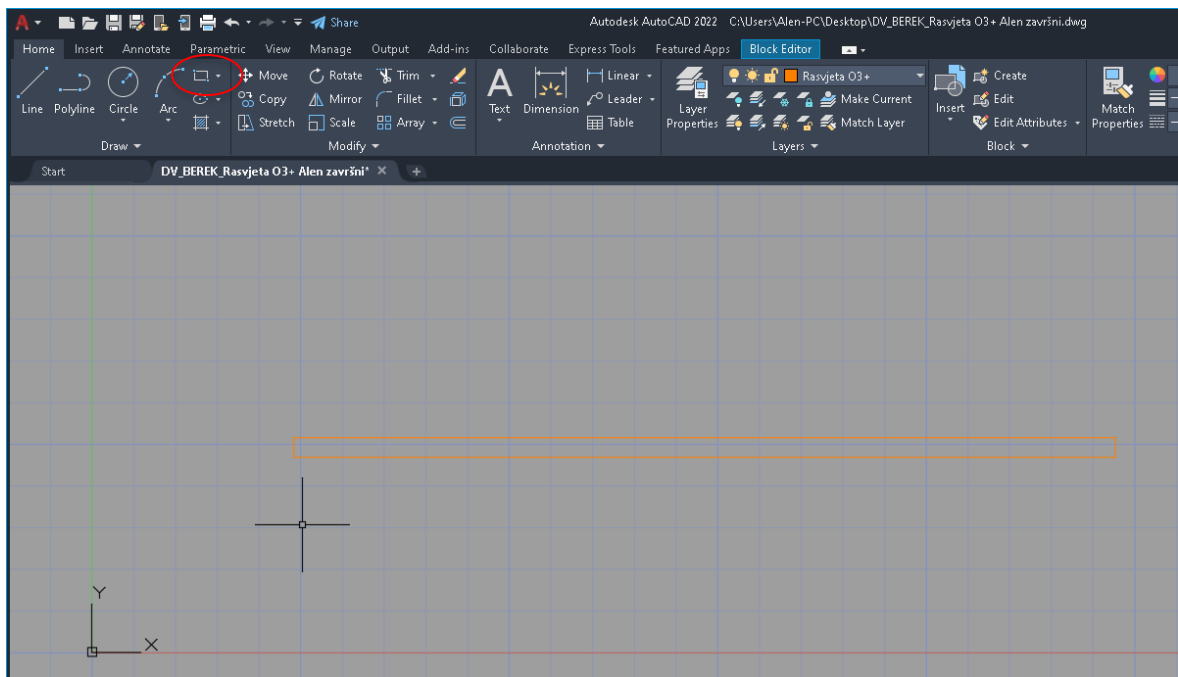 A Share Autodesk AutoCAD 2022 C:\Users\Alen-PC\Desktop\DV_BEREK_Rasvjeta O3+ Alen završni.dwg
Home Insert Annotate Parametric View Manage Output Add-ins Collaborate Express Tools Featured Apps Block Editor
Move Rotate Trim Linear Rasvjeta O3+ Create
Copy Mirror Fillet Leader Make Current Edit
Line Polyline Circle Arc Text Dimension Layer Insert Match
Stretch Scale Array Table Properties Match Layer Edit Attributes Properties
Draw Modify Annotation Layers Block
Start DV_BEREK_Rasvjeta O3+ Alen završni*
Y
X